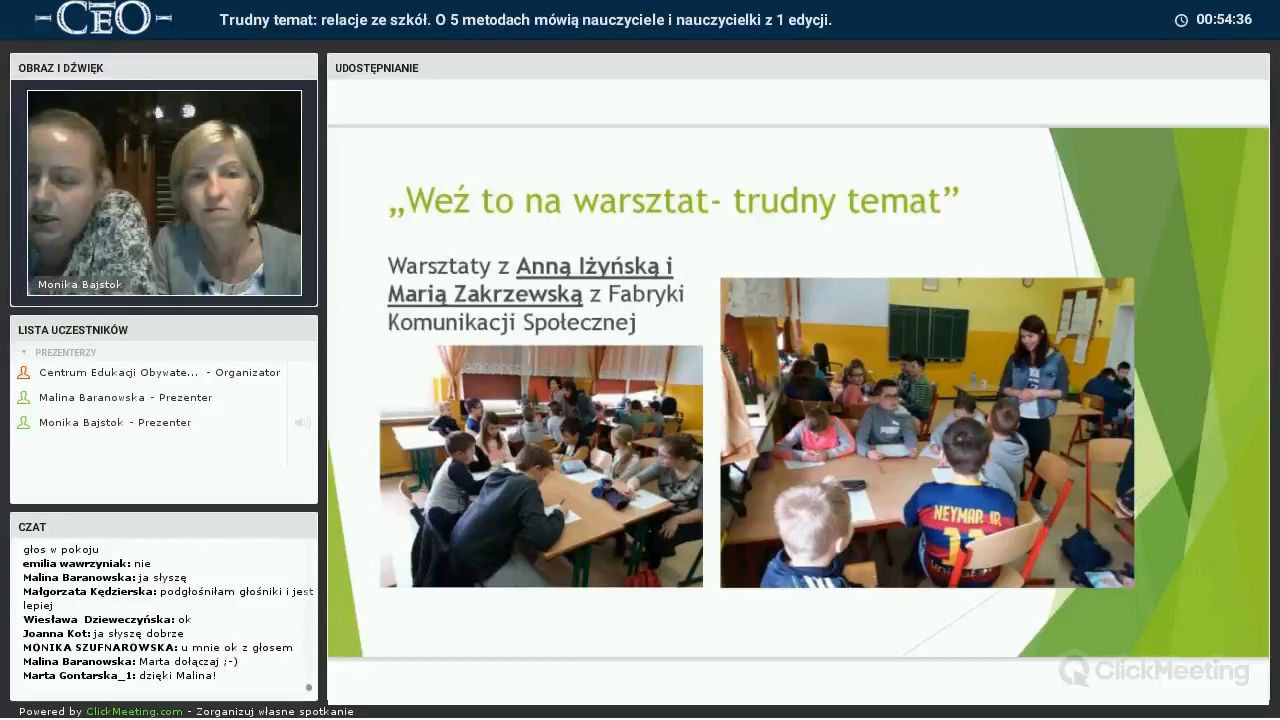 CEO
Trudny temat: relacje ze szkół. O 5 metodach mówią nauczyciele i nauczycielki z 1 edycji.
00:54:36
OBRAZ I DŹWIĘK
Monika Bajstok
LISTA UCZESTNIKÓW
PREZENTERZY
Centrum Edukacji Obywate... - Organizator
Malina Baranowska - Prezenter
Monika Bajstok - Prezenter
CZAT
głos w pokoju
emilia wawrzyniak: nie
Malina Baranowska: ja słyszę
Małgorzata Kędzierska: podgłośniłam głośniki i jest
lepiej
Wiesława Dzieweczyńska: ok
Joanna Kot: ja słyszę dobrze
MONIKA SZUFNAROWSKA: u mnie ok z głosem
Malina Baranowska: Marta dołączaj ;-)
Marta Gontarska_1: dzięki Malina!
UDOSTĘPNIANIE
„Weź to na warsztat- trudny temat”
Warsztaty z Anną Iżyńską i
Marią Zakrzewską z Fabryki
Komunikacji Społecznej
NEYMAR JR
ClickMeeting
Powered by ClickMeeting.com - Zorganizuj własne spotkanie